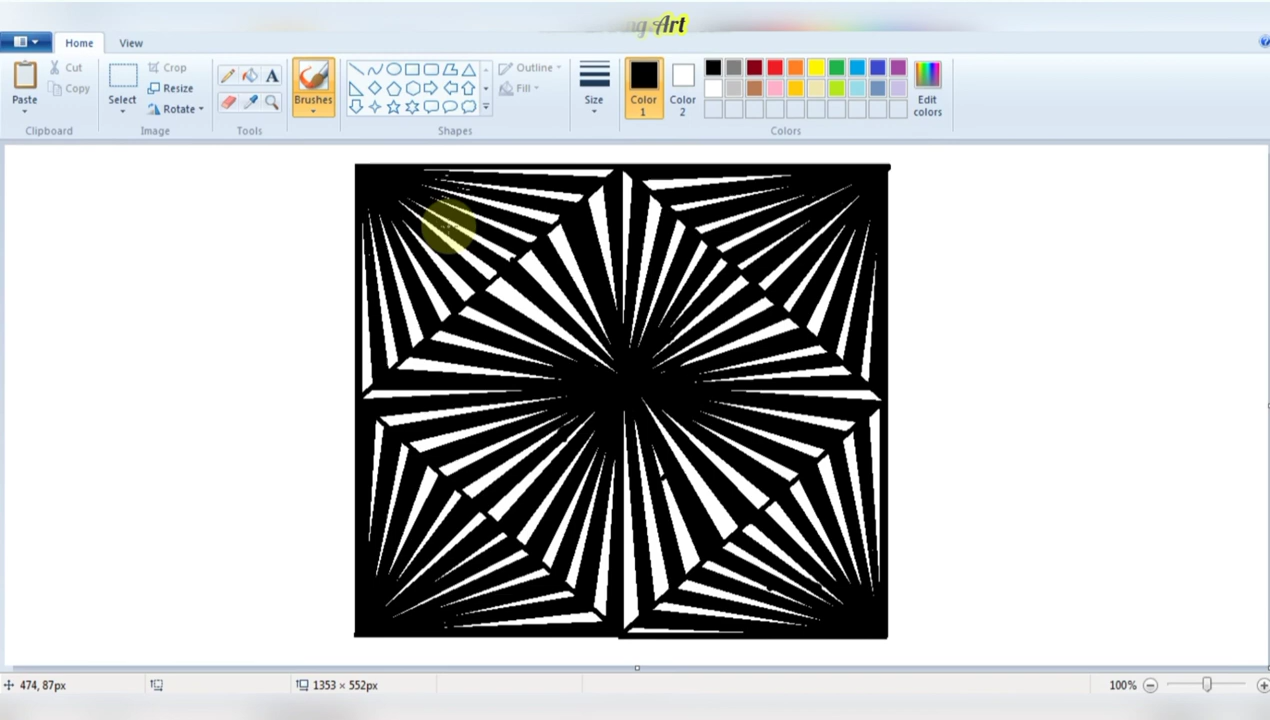 Art
Home View
Paste
Cut
Copy
Clipboard
Select
Crop
Resize
Rotate
Image
A
Tools
Brushes
Shapes
Outline
Fill
Size
Color 1
Color 2
Edit colors
Colors
474, 87px
1353 × 552px
100%